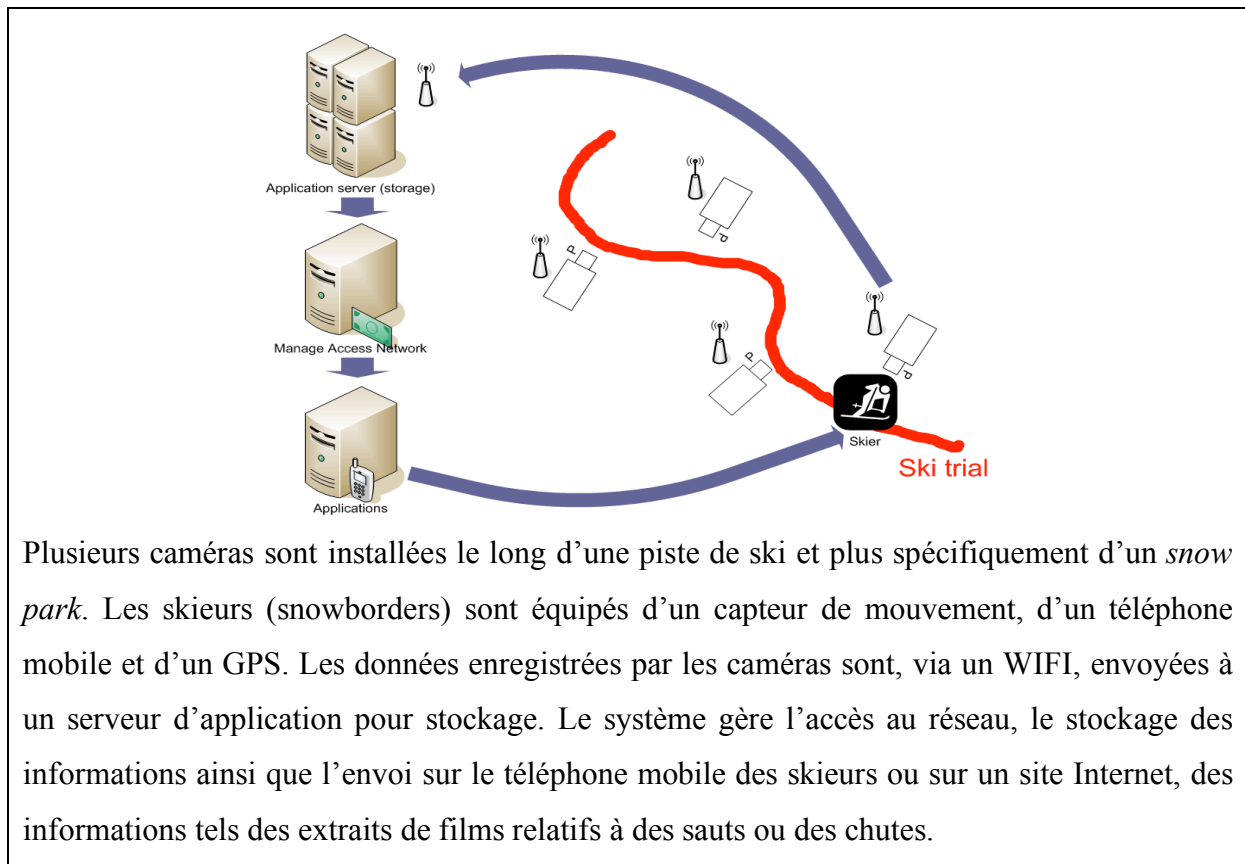 Application server (storage)
Manage Access Network
P
P
P
P
Skier
Ski trial
Applications
Plusieurs caméras sont installées le long d’une piste de ski et plus spécifiquement d’un snow
park. Les skieurs (snowborders) sont équipés d’un capteur de mouvement, d’un téléphone
mobile et d’un GPS. Les données enregistrées par les caméras sont, via un WIFI, envoyées à
un serveur d’application pour stockage. Le système gère l’accès au réseau, le stockage des
informations ainsi que l’envoi sur le téléphone mobile des skieurs ou sur un site Internet, des
informations tels des extraits de films relatifs à des sauts ou des chutes.